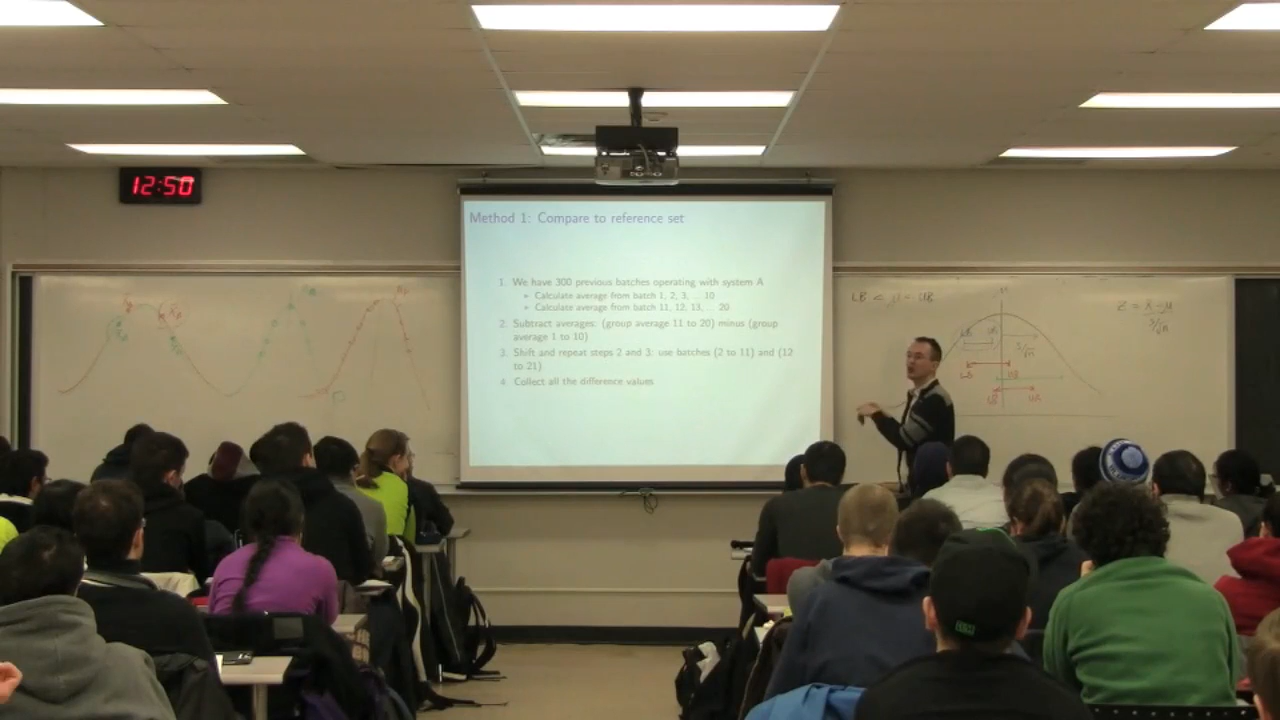 12:50
Method 1: Compare to reference set
1. We have 300 previous batches operating with system A
Calculate average from batch 1, 2, 3, ... 10
Calculate average from batch 11, 12, 13, ... 20
2. Subtract averages: (group average 11 to 20) minus (group
average 1 to 10)
3. Shift and repeat steps 2 and 3: use batches (2 to 11) and (12
to 21)
4. Collect all the difference values
LB < μ < UB
LB
UB
LB
UB